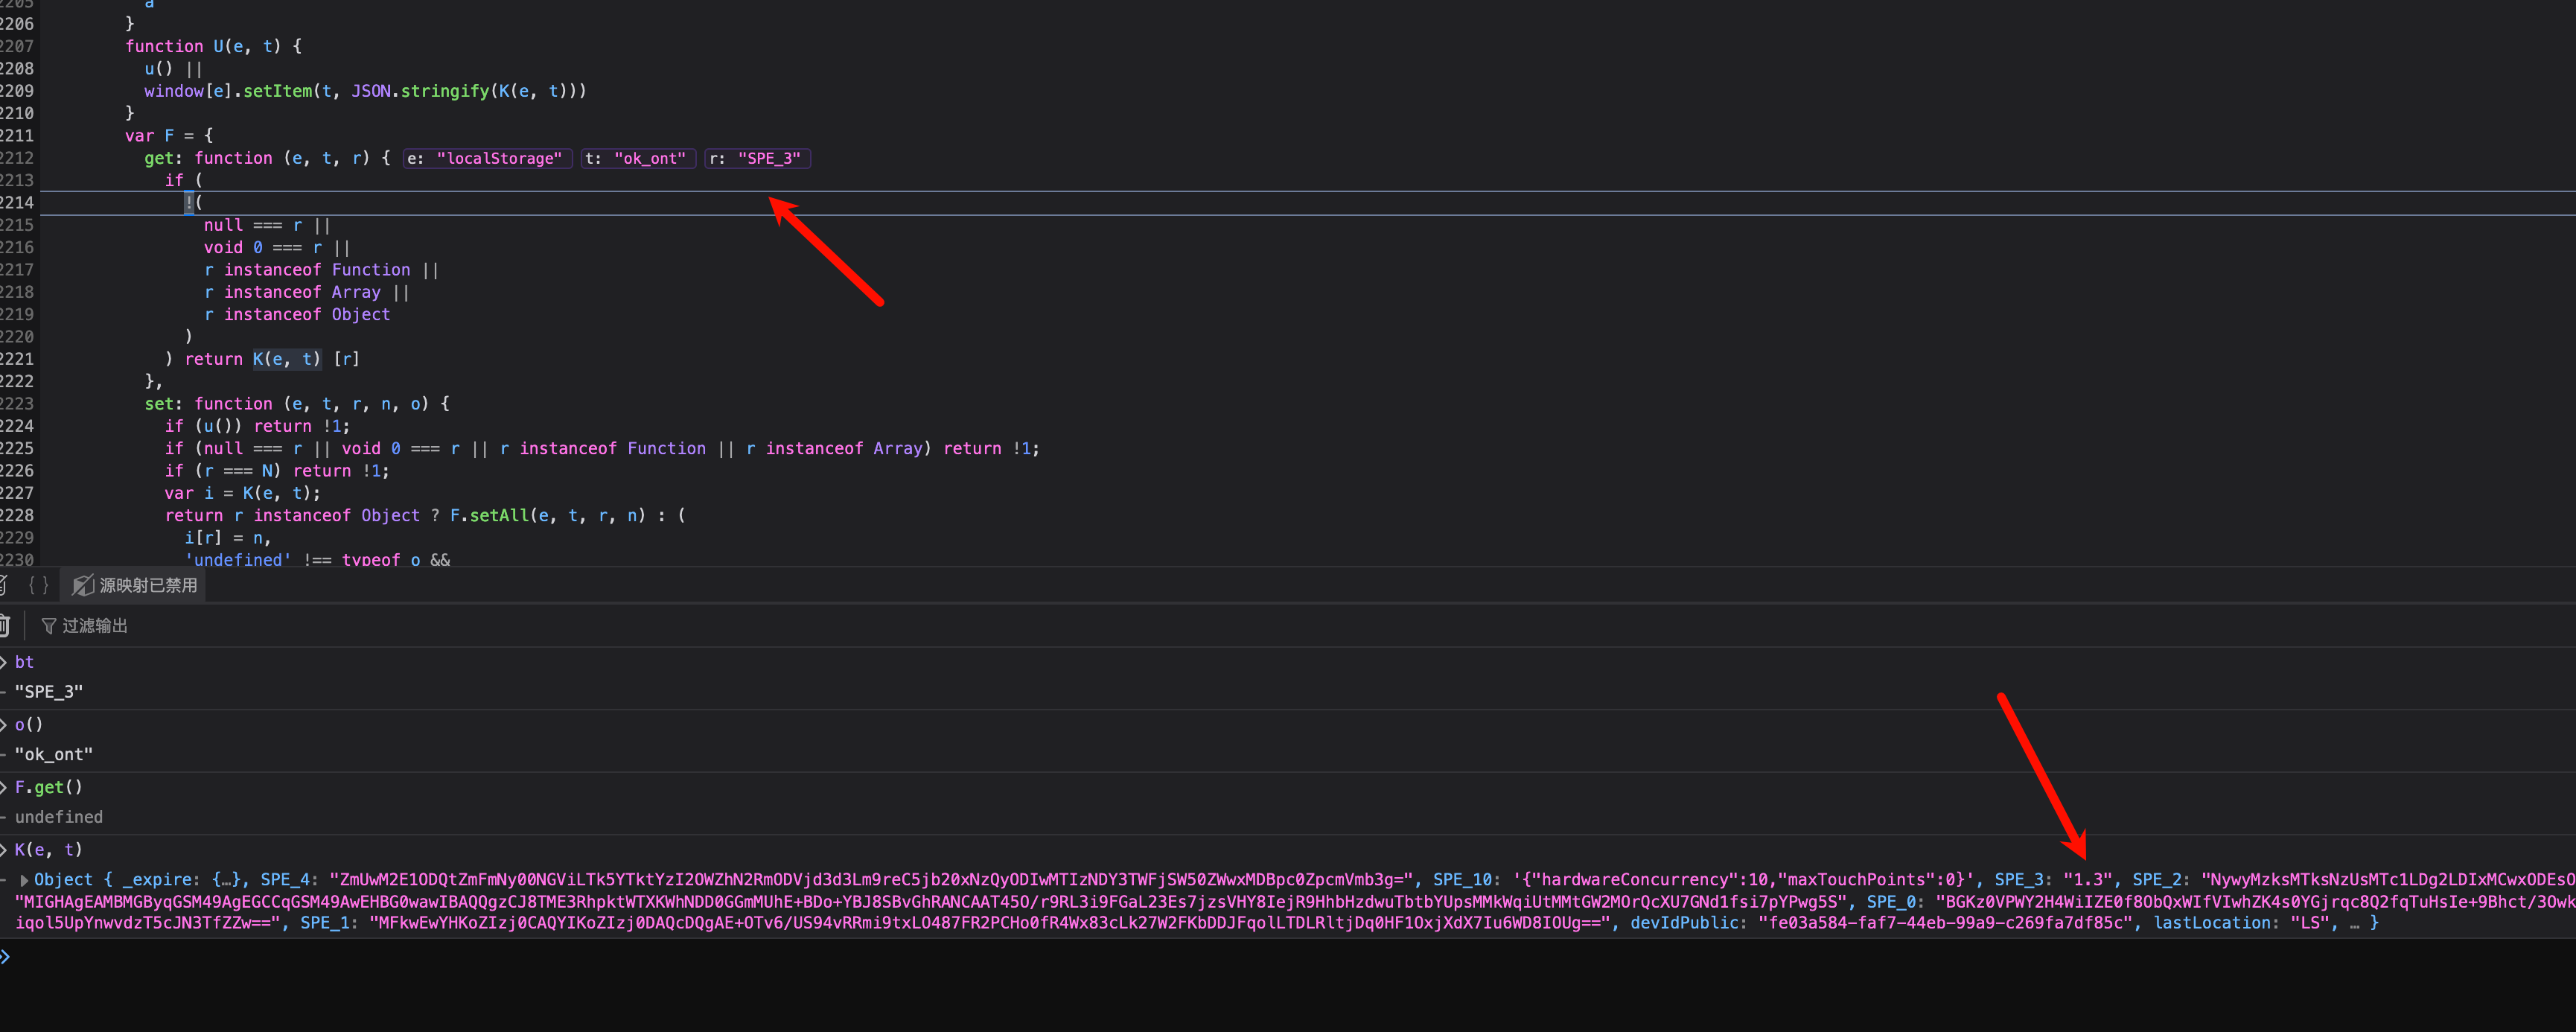 2205 a
2206 }
2207 function U(e, t) {
2208 u() ||
2209 window[e].setItem(t, JSON.stringify(K(e, t)))
2210 }
2211 var F = {
2212 get: function (e, t, r) { e: "localStorage" t: "ok_ont" r: "SPE_3"
2213 if (
2214 !(
2215 null === r ||
2216 void 0 === r ||
2217 r instanceof Function ||
2218 r instanceof Array ||
2219 r instanceof Object
2220 )
2221 ) return K(e, t) [r]
2222 },
2223 set: function (e, t, r, n, o) {
2224 if (u()) return !1;
2225 if (null === r || void 0 === r || r instanceof Function || r instanceof Array) return !1;
2226 if (r === N) return !1;
2227 var i = K(e, t);
2228 return r instanceof Object ? F.setAll(e, t, r, n) : (
2229 i[r] = n,
2230 'undefined' !== typeof o &&
{ } 源映射已禁用
过滤输出
bt
"SPE_3"
o()
"ok_ont"
F.get()
undefined
K(e, t)
Object { _expire: {…}, SPE_4: "ZmUwM2E1ODQtZmFmNy00NGViLTk5YTktYzI2OWZhN2RmODVjd3d3Lm9reC5jb20xNzQyODIwMTIzNDY3TWFjSW50ZWwxMDBpc0ZpcmVmb3g=", SPE_10: '{"hardwareConcurrency":10,"maxTouchPoints":0}', SPE_3: "1.3", SPE_2: "NywyMzksMTksNzUsMTc1LDg2LDIxMCwxODEsO
"MIGHAgEAMBMGByqGSM49AgEGCCqGSM49AwEHBG0wawIBAQQgzCJ8TME3RhpktWTXKWhNDD0GGmMUhE+BDo+YBJ8SBvGhRANCAAT45O/r9RL3i9FGaL23Es7jzsVHY8IejR9HhbHzdwuTbtbYUpsMMkWqiUtMMtGW2MOrQcXU7GNd1fsi7pYPwg5S", SPE_0: "BGKz0VPWY2H4WiIZE0f8ObQxWIfVIwhZK4s0YGjrqc8Q2fqTuHsIe+9Bhct/3Owk
iqol5UpYnwvdzT5cJN3TfZZw==", SPE_1: "MFkwEwYHKoZIzj0CAQYIKoZIzj0DAQcDQgAE+OTv6/US94vRRmi9txLO487FR2PCHo0fR4Wx83cLk27W2FKbDDJFqolLTDLRltjDq0HF1OxjXdX7Iu6WD8IOUg==", devIdPublic: "fe03a584-faf7-44eb-99a9-c269fa7df85c", lastLocation: "LS", … }